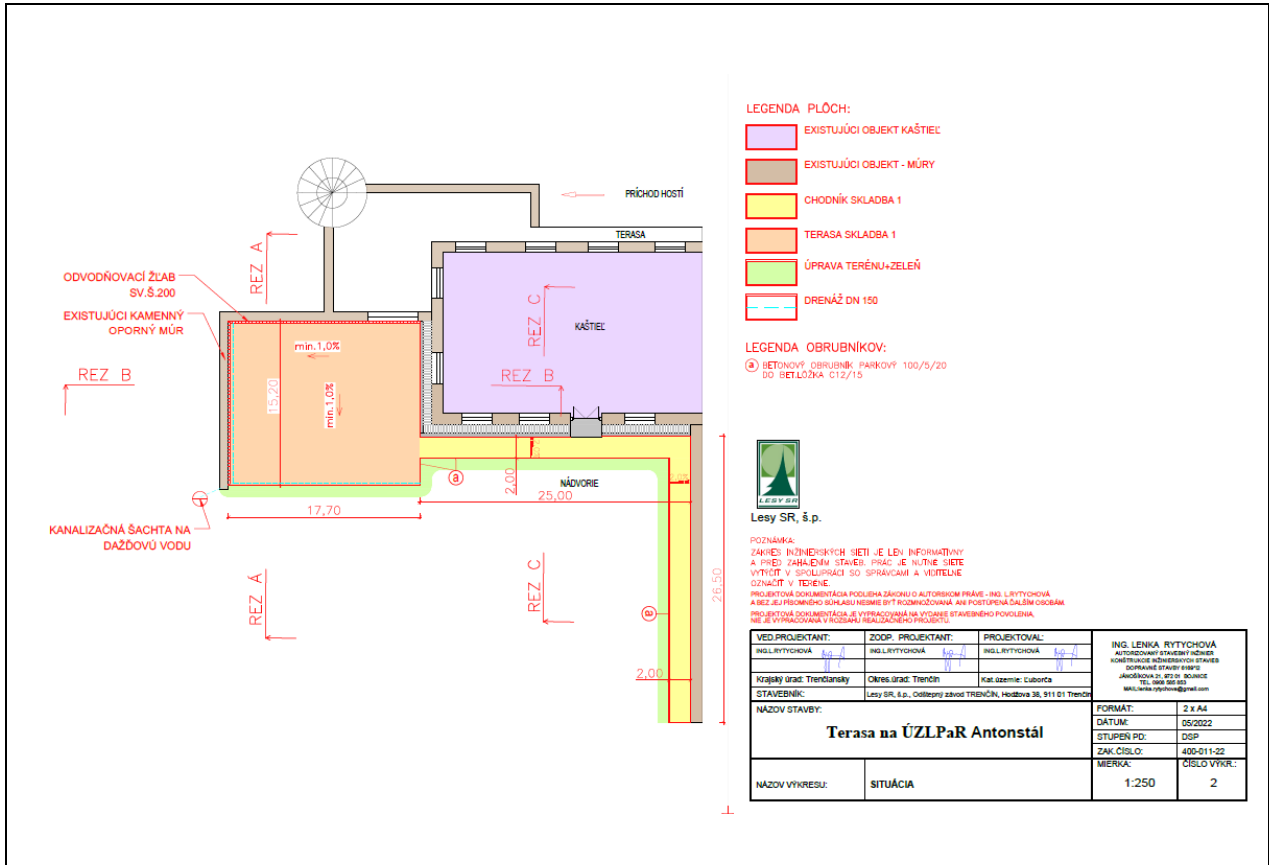 LEGENDA PLÔCH:
EXISTUJÚCI OBJEKT KAŠTIEĽ
EXISTUJÚCI OBJEKT - MÚRY
CHODNÍK SKLADBA 1
TERASA SKLADBA 1
ÚPRAVA TERÉNU+ZELEŇ
DRENÁŽ DN 150
LEGENDA OBRUBNÍKOV:
a BETONOVÝ OBRUBNÍK PARKOVÝ 100/5/20
DO BET.LÔŽKA C12/15
PRÍCHOD HOSTÍ
TERASA
REZ A
ODVODŇOVACÍ ŽĽAB
SV.Š.200
EXISTUJÚCI KAMENNÝ
OPORNÝ MÚR
REZ C
KAŠTIEĽ
min.1,0%
REZ B
REZ B
15,20
min.1,0%
2,00
a
NÁDVORIE
25,00
17,70
KANALIZAČNÁ ŠACHTA NA
DAŽĎOVÚ VODU
REZ Á
REZ C
26,50
a
2,00
LESY SR
Lesy SR, š.p.
POZNÁMKA:
ZÁKRES INŽINIERSKYCH SIETI JE LEN INFORMATIVNY
A PRED ZAHÁJENÍM STAVEB. PRÁC JE NUTNÉ SIETE
VYTÝČIŤ V SPOLUPRÁCI SO SPRÁVCAMI A VIDITELNE
OZNAČIŤ V TERÉNE.
PROJEKTOVÁ DOKUMENTÁCIA PODLIEHA ZÁKONU O AUTORSKOM PRÁVE - ING. L.RYTYCHOVÁ
A BEZ JEJ PÍSOMNÉHO SÚHLASU NESMIE BYŤ ROZMNOŽOVANÁ ANI POSTÚPENÁ ĎALŠÍM OSOBÁM.
PROJEKTOVÁ DOKUMENTÁCIA JE VYPRACOVANÁ NA VYDANIE STAVEBNÉHO POVOLENIA,
NIE JE VYPRACOVANÁ V ROZSAHU REALIZAČNÉHO PROJEKTU.
VED.PROJEKTANT: ZODP. PROJEKTANT: PROJEKTOVAL:
ING.L.RYTYCHOVÁ ING.L.RYTYCHOVÁ ING.L.RYTYCHOVÁ
ING. LENKA RYTYCHOVÁ
AUTORIZOVANÝ STAVEBNÝ INŽINIER
KONŠTRUKCIE INŽINIERSKYCH STAVIEB
JÁNOŠÍKOVA 21, 972 01 BOJNICE
Krajský úrad: Trenčiansky Okres.úrad: Trenčín Kat.územie: Ľuborča
STAVEBNÍK: Lesy SR, š.p., Odštepný závod TRENČÍN, Hodžova 38, 911 01 Trenčín
NÁZOV STAVBY:
Terasa na ÚZLPaR Antonstál
FORMÁT: 2 x A4
DÁTUM: 05/2022
STUPEŇ PD: DSP
ZAK.ČÍSLO: 400-011-22
MIERKA: ČÍSLO VÝKR.:
1:250 2
NÁZOV VÝKRESU: SITUÁCIA